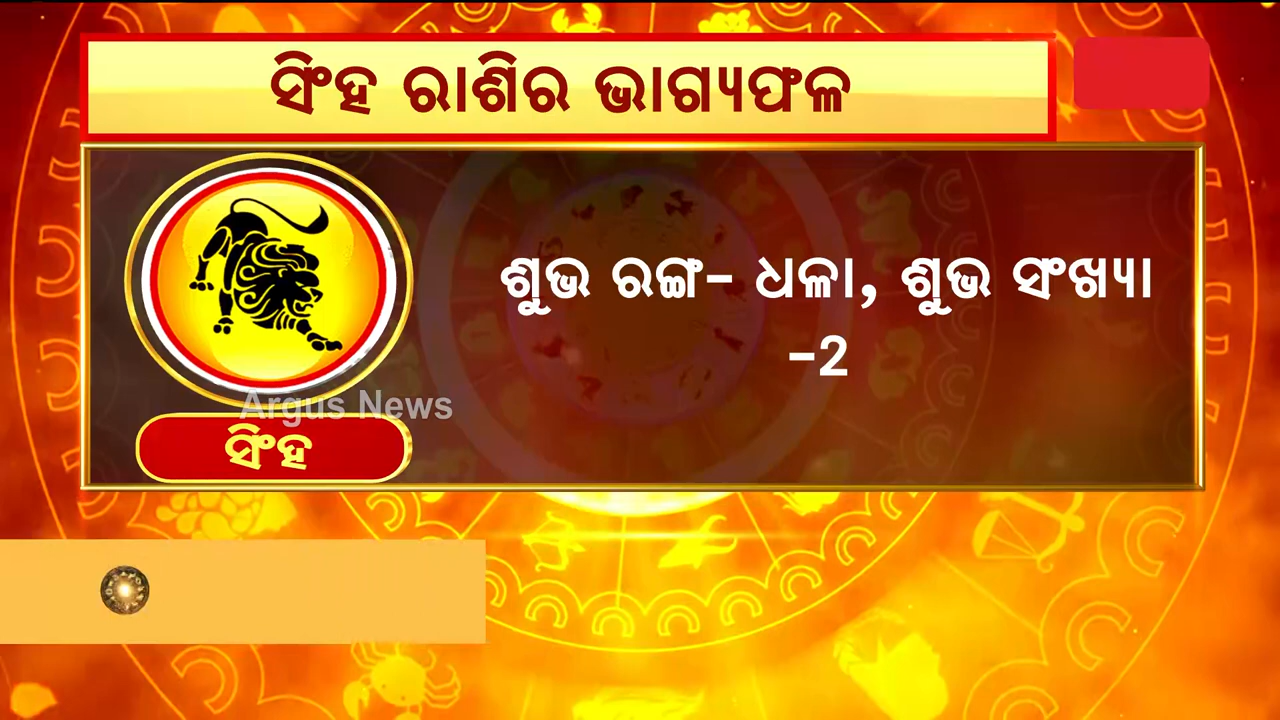 ସିଂହ ରାଶିର ଭାଗ୍ୟଫଳ
ଶୁଭ ରଙ୍ଗ- ଧଳା, ଶୁଭ ସଂଖ୍ୟା
-2
Argus News
ସିଂହ